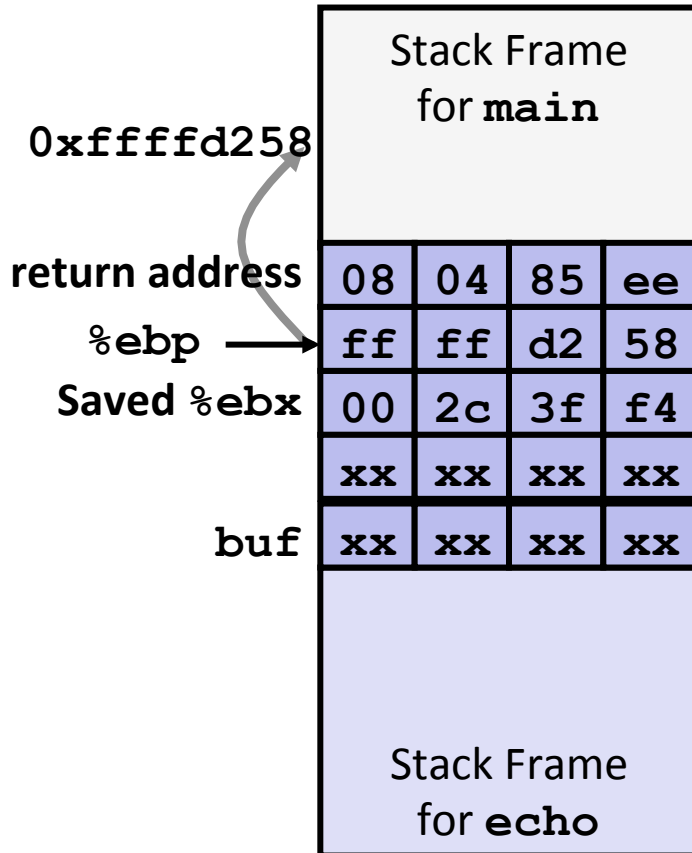 Stack Frame
for main
0xffffd258
return address 08 04 85 ee
%ebp ff ff d2 58
Saved %ebx 00 2c 3f f4
xx xx xx xx
buf xx xx xx xx
Stack Frame
for echo